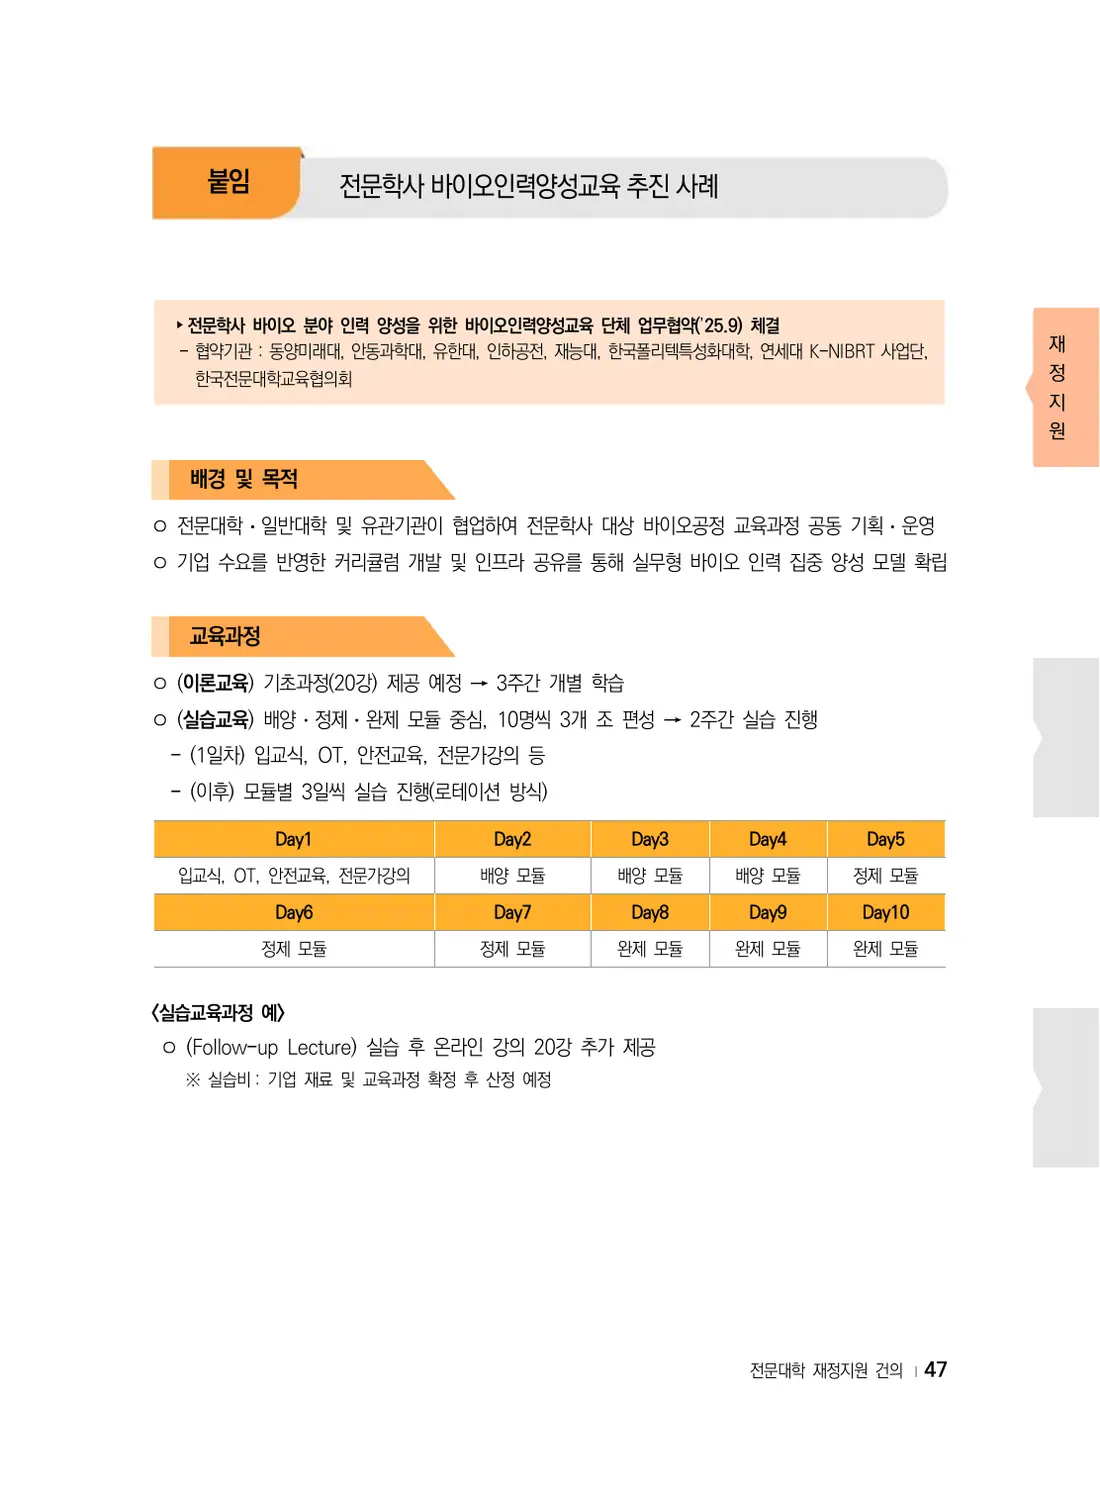 붙임
전문학사 바이오인력양성교육 추진 사례
▸전문학사 바이오 분야 인력 양성을 위한 바이오인력양성교육 단체 업무협약('25.9) 체결
- 협약기관 : 동양미래대, 안동과학대, 유한대, 인하공전, 재능대, 한국폴리텍특성화대학, 연세대 K-NIBRT 사업단,
한국전문대학교육협의회
재
정
지
원
배경 및 목적
ㅇ 전문대학·일반대학 및 유관기관이 협업하여 전문학사 대상 바이오공정 교육과정 공동 기획·운영
ㅇ 기업 수요를 반영한 커리큘럼 개발 및 인프라 공유를 통해 실무형 바이오 인력 집중 양성 모델 확립
교육과정
ㅇ (이론교육) 기초과정(20강) 제공 예정 → 3주간 개별 학습
ㅇ (실습교육) 배양·정제·완제 모듈 중심, 10명씩 3개 조 편성 → 2주간 실습 진행
- (1일차) 입교식, OT, 안전교육, 전문가강의 등
- (이후) 모듈별 3일씩 실습 진행(로테이션 방식)
Day1 Day2 Day3 Day4 Day5
입교식, OT, 안전교육, 전문가강의 배양 모듈 배양 모듈 배양 모듈 정제 모듈
Day6 Day7 Day8 Day9 Day10
정제 모듈 정제 모듈 완제 모듈 완제 모듈 완제 모듈
<실습교육과정 예>
ㅇ (Follow-up Lecture) 실습 후 온라인 강의 20강 추가 제공
※ 실습비 : 기업 재료 및 교육과정 확정 후 산정 예정
전문대학 재정지원 건의 | 47